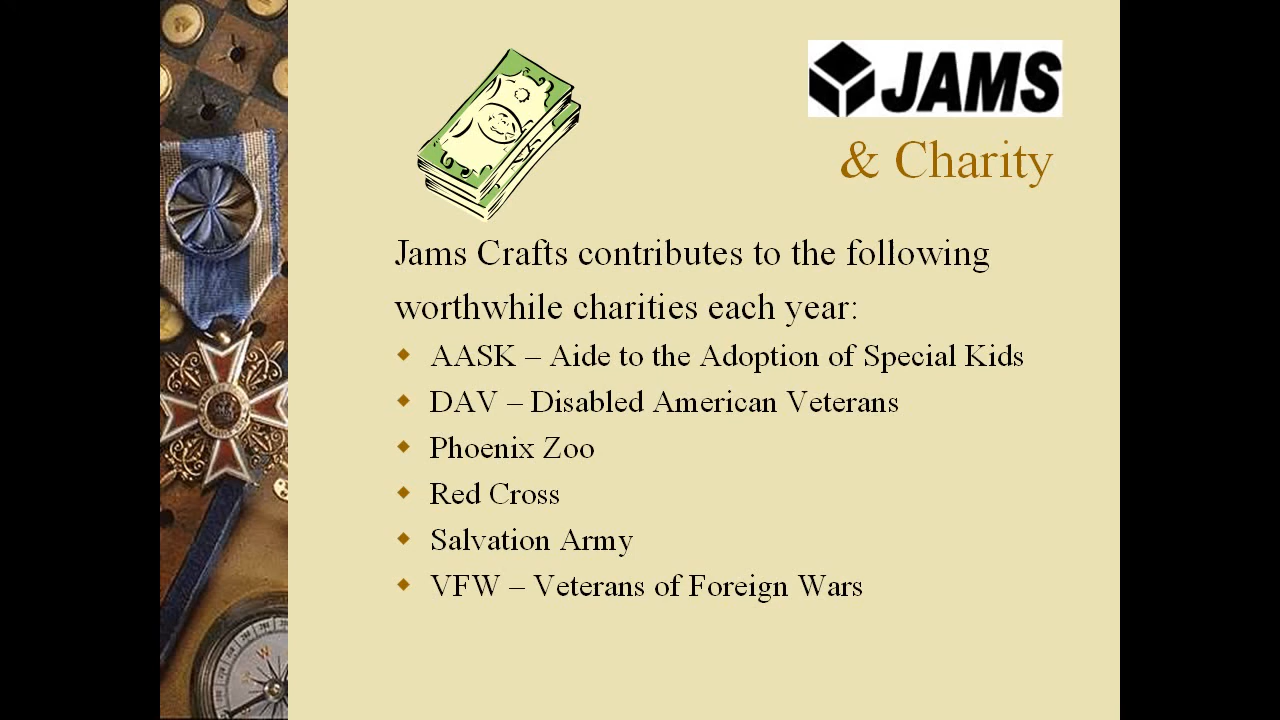 JAMS
& Charity
Jams Crafts contributes to the following
worthwhile charities each year:
AASK – Aide to the Adoption of Special Kids
DAV – Disabled American Veterans
Phoenix Zoo
Red Cross
Salvation Army
VFW – Veterans of Foreign Wars
W